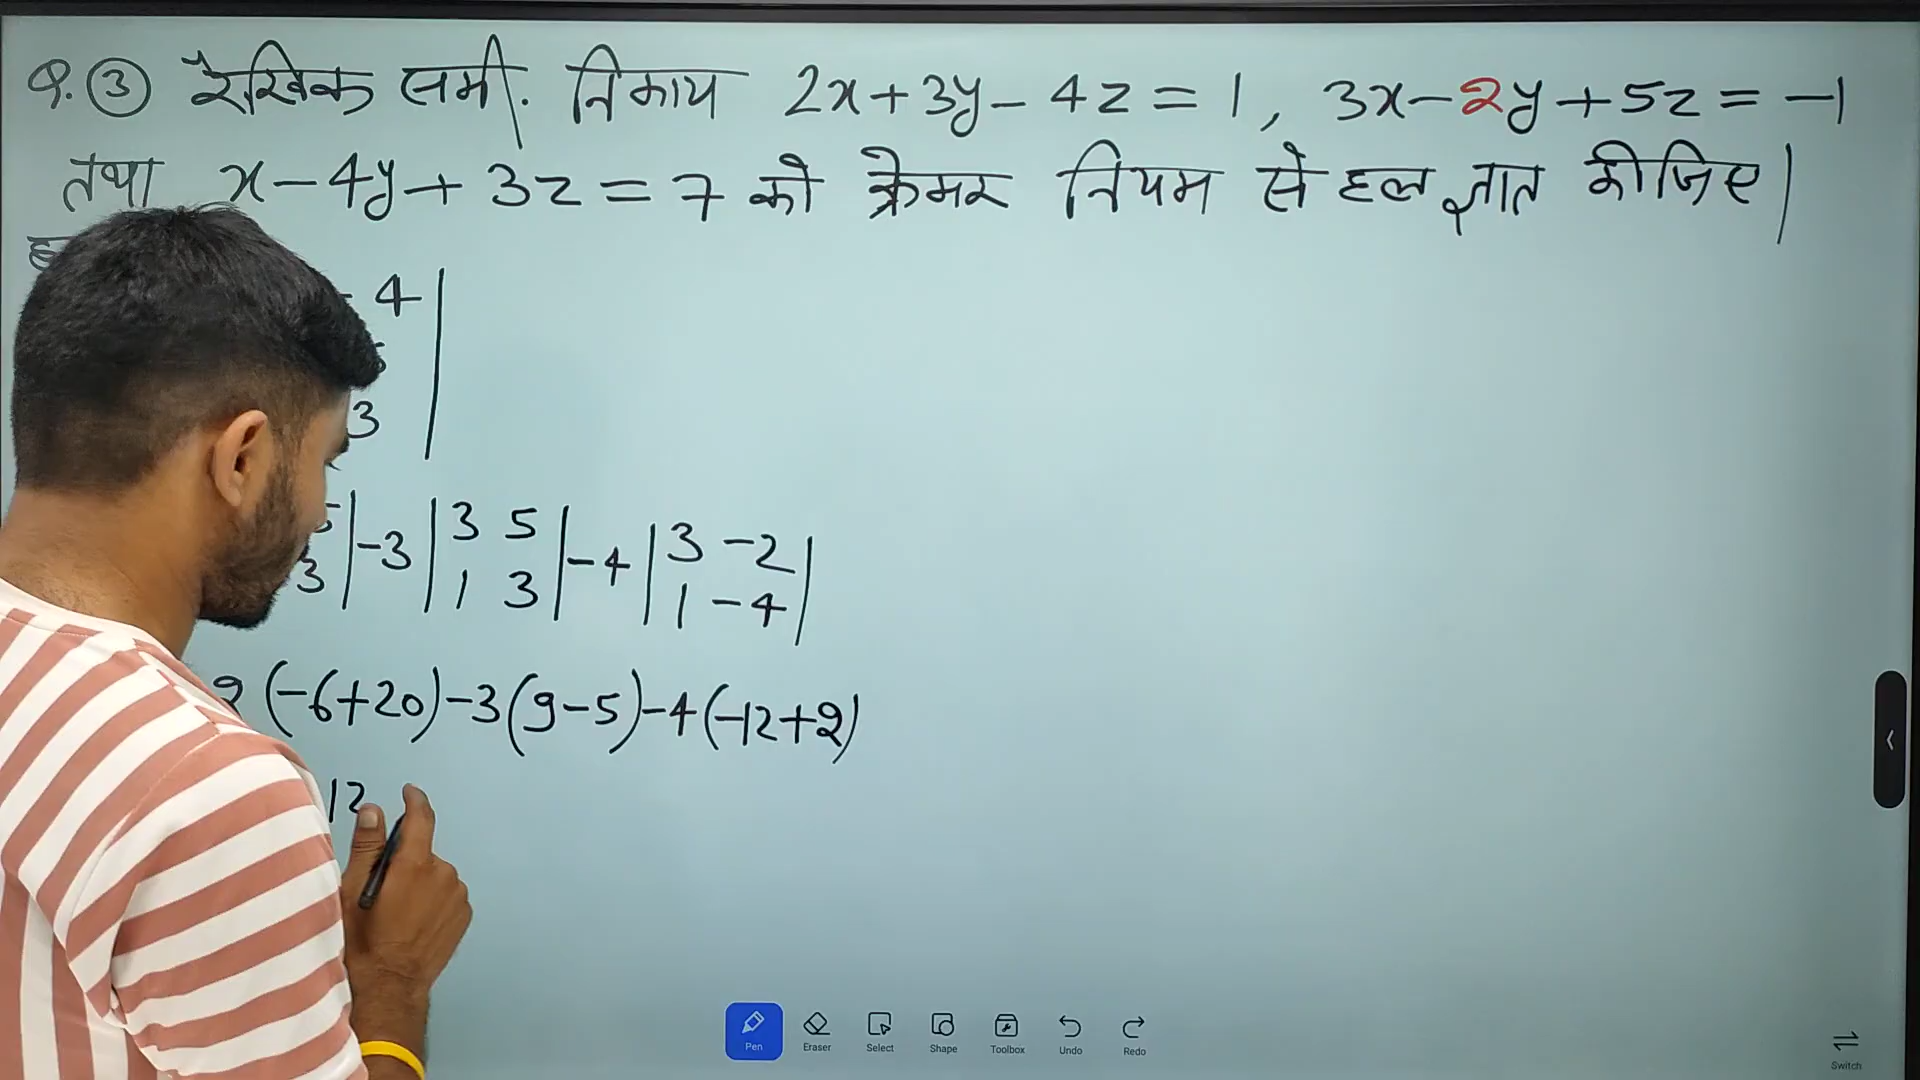 Q. ③ रैखिक समी. निकाय 2x+3y-4z=1, 3x-2y+5z=-1
तथा x-4y+3z=7 को क्रेमर नियम से हल ज्ञात कीजिए|
4
3
3 | -3 | 3 5 | -4 | 3 -2 |
1 3 1 -4
2 (-6+20)-3(9-5)-4(-12+2)
12
Pen Eraser Select Shape Toolbox Undo Redo
Switch